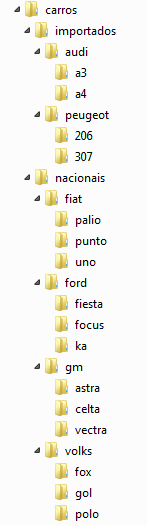 carros
importados
audi
a3
a4
peugeot
206
307
nacionais
fiat
palio
punto
uno
ford
fiesta
focus
ka
gm
astra
celta
vectra
volks
fox
gol
polo